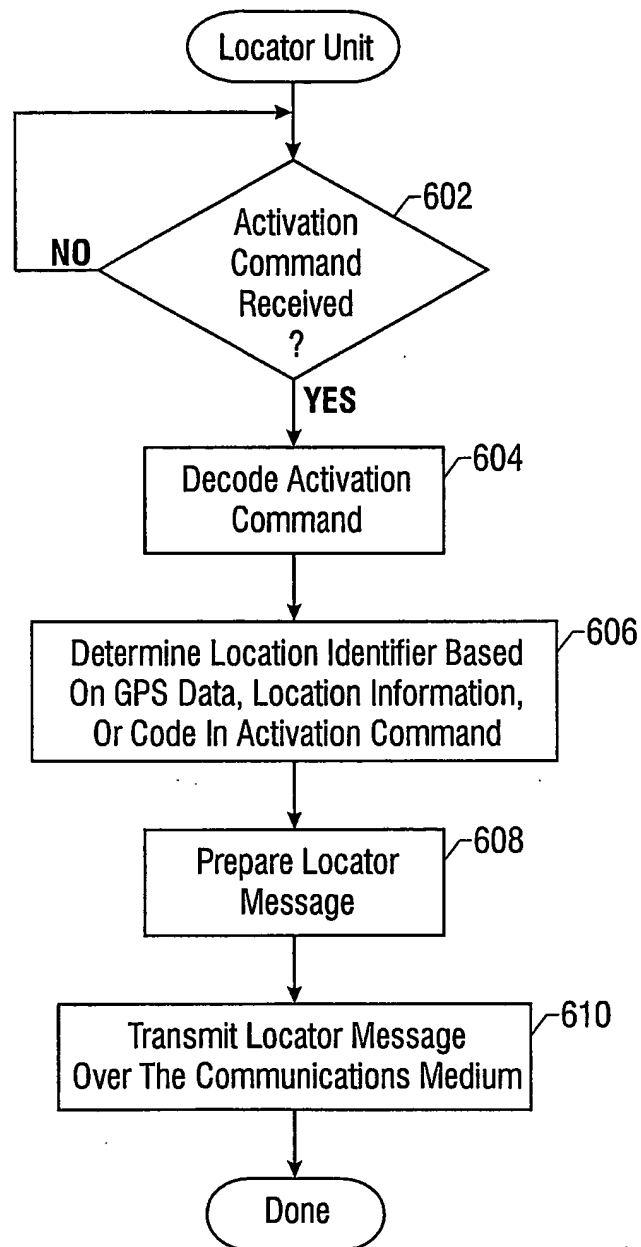 Locator Unit
602
Activation
Command
Received
?
NO
YES
604
Decode Activation
Command
606
Determine Location Identifier Based
On GPS Data, Location Information,
Or Code In Activation Command
608
Prepare Locator
Message
610
Transmit Locator Message
Over The Communications Medium
Done